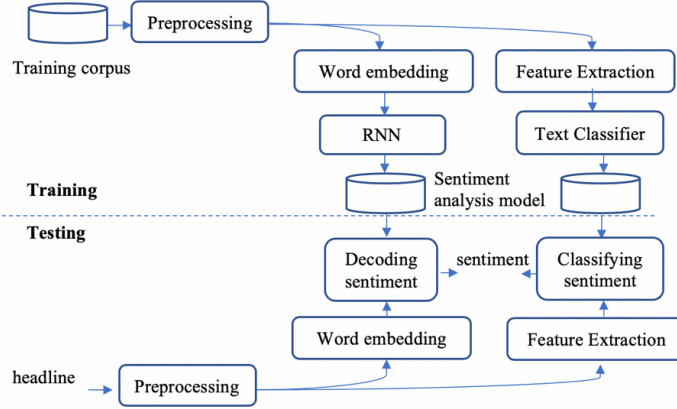 Preprocessing
Training corpus
Word embedding
Feature Extraction
RNN
Text Classifier
Training
Sentiment
analysis model
Testing
Decoding
sentiment
sentiment
Classifying
sentiment
Word embedding
Feature Extraction
headline
Preprocessing